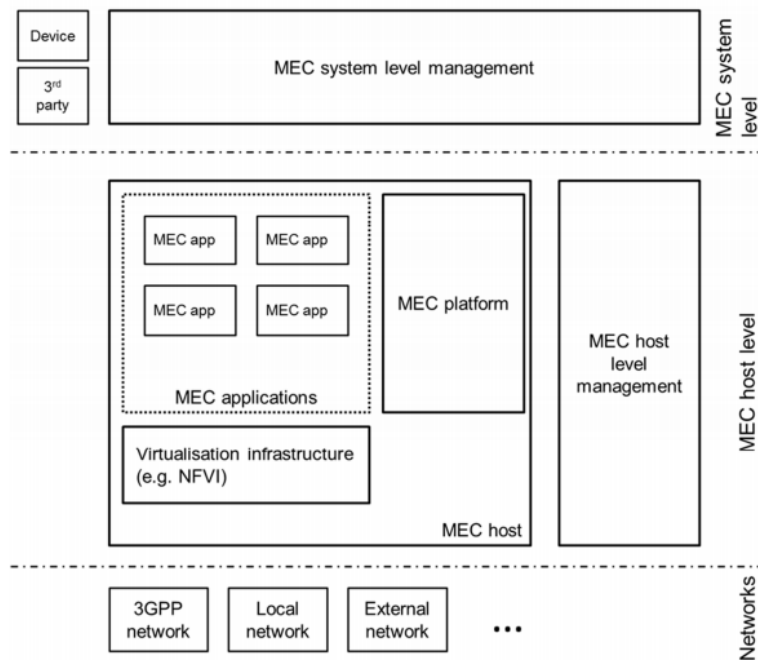 Device
3rd
party
MEC system level management
MEC system
level
MEC app
MEC app
MEC app
MEC app
MEC applications
MEC platform
Virtualisation infrastructure
(e.g. NFVI)
MEC host
MEC host
level
management
MEC host level
3GPP
network
Local
network
External
network
...
Networks